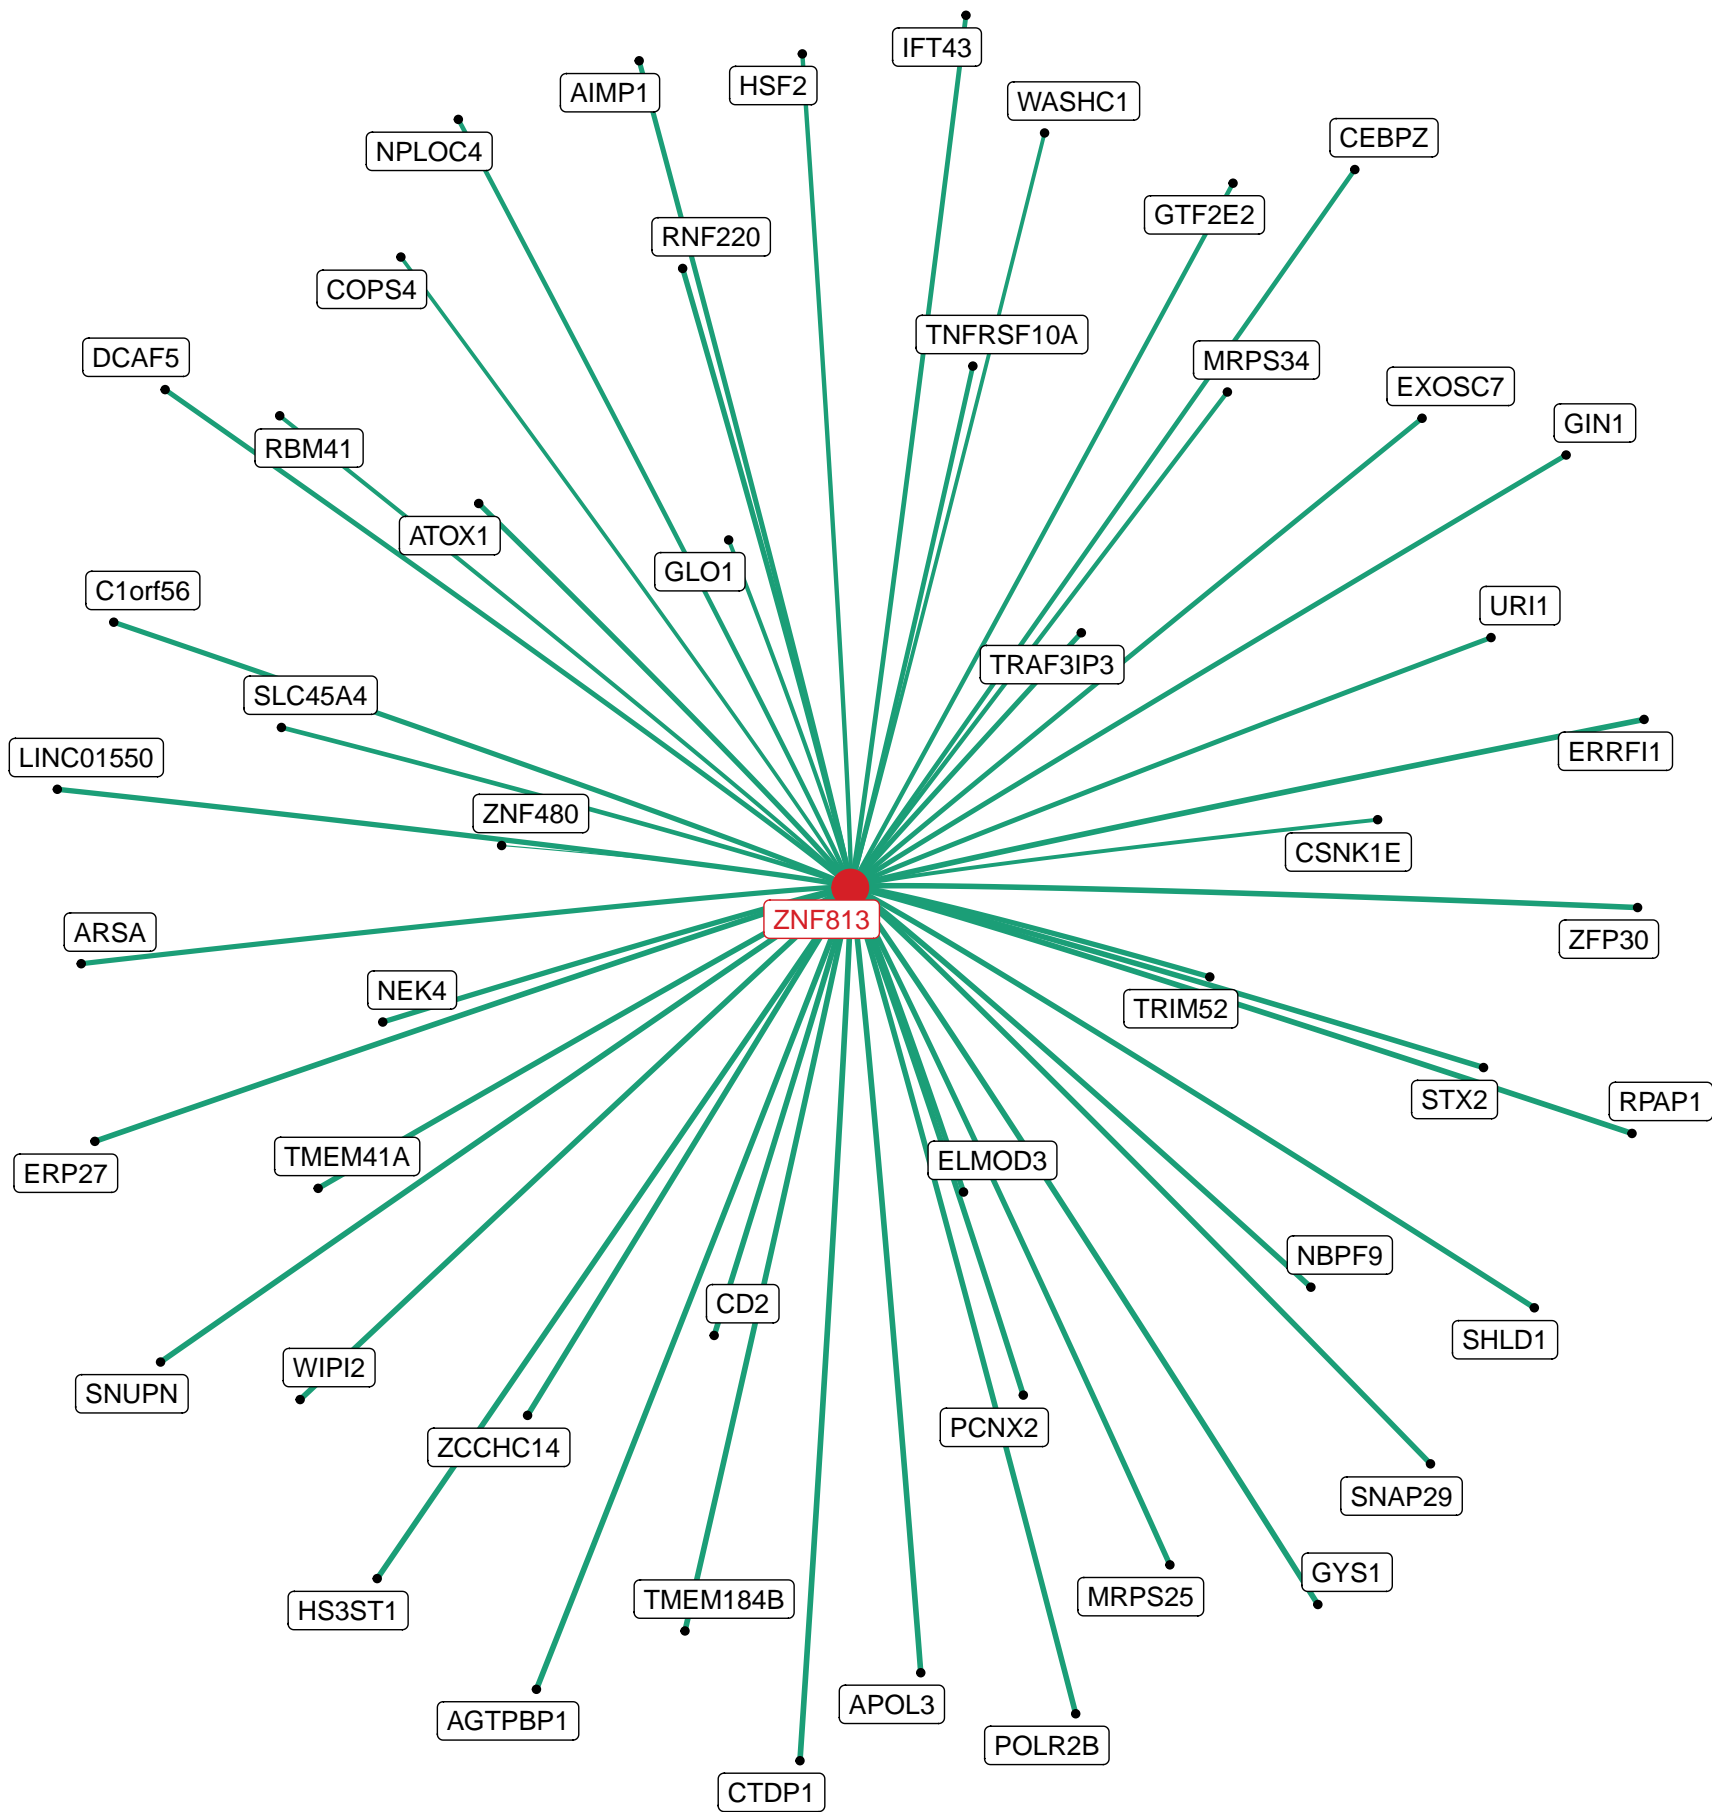 IFT43
HSF2
AIMP1
WASHC1
CEBPZ
NPLOC4
GTF2E2
RNF220
COPS4
TNFRSF10A
DCAF5
MRPS34
EXOSC7
GIN1
RBM41
ATOX1
GLO1
C1orf56
URI1
TRAF3IP3
SLC45A4
ERRFI1
LINC01550
ZNF480
CSNK1E
ZNF813
ARSA
ZFP30
NEK4
TRIM52
STX2
RPAP1
TMEM41A
ELMOD3
ERP27
NBPF9
CD2
SHLD1
WIPI2
SNUPN
PCNX2
ZCCHC14
SNAP29
GYS1
MRPS25
TMEM184B
HS3ST1
APOL3
AGTPBP1
POLR2B
CTDP1